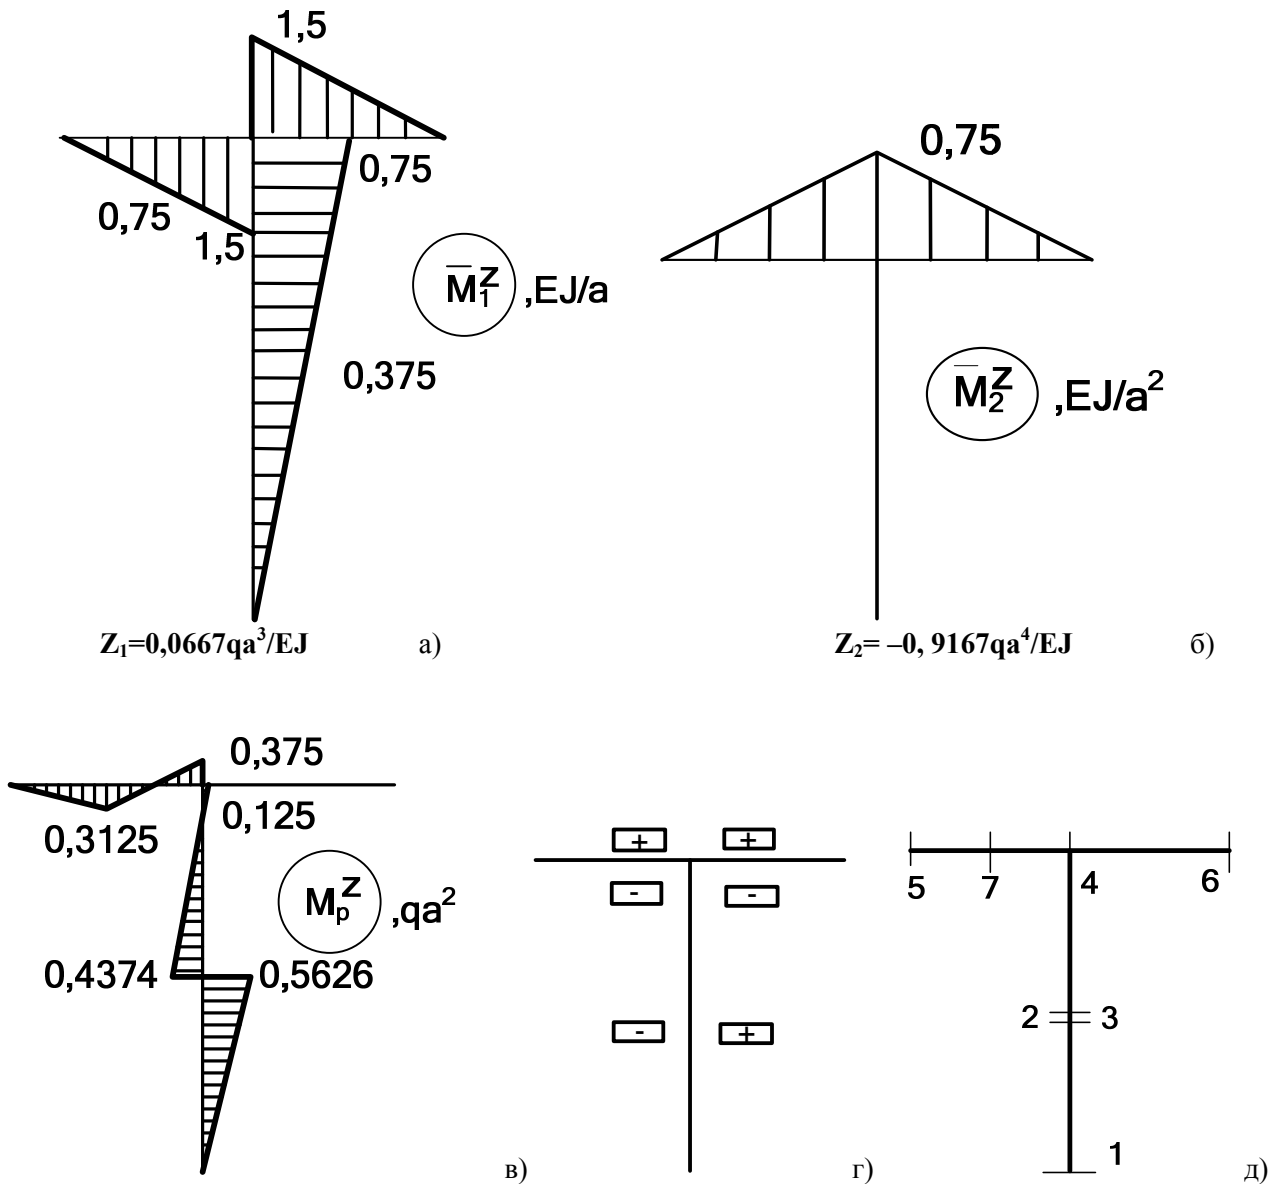 1,5
0,75
0,75
0,75
1,5
M̅₁ᶻ ,EJ/a
0,375
M̅₂ᶻ ,EJ/a²
Z₁=0,0667qa³/EJ а)
Z₂= –0, 9167qa⁴/EJ б)
0,375
0,125
0,3125
Mₚᶻ ,qa²
0,4374
0,5626
+ +
- -
- +
5 7 4 6
2 3
1
в) г) д)